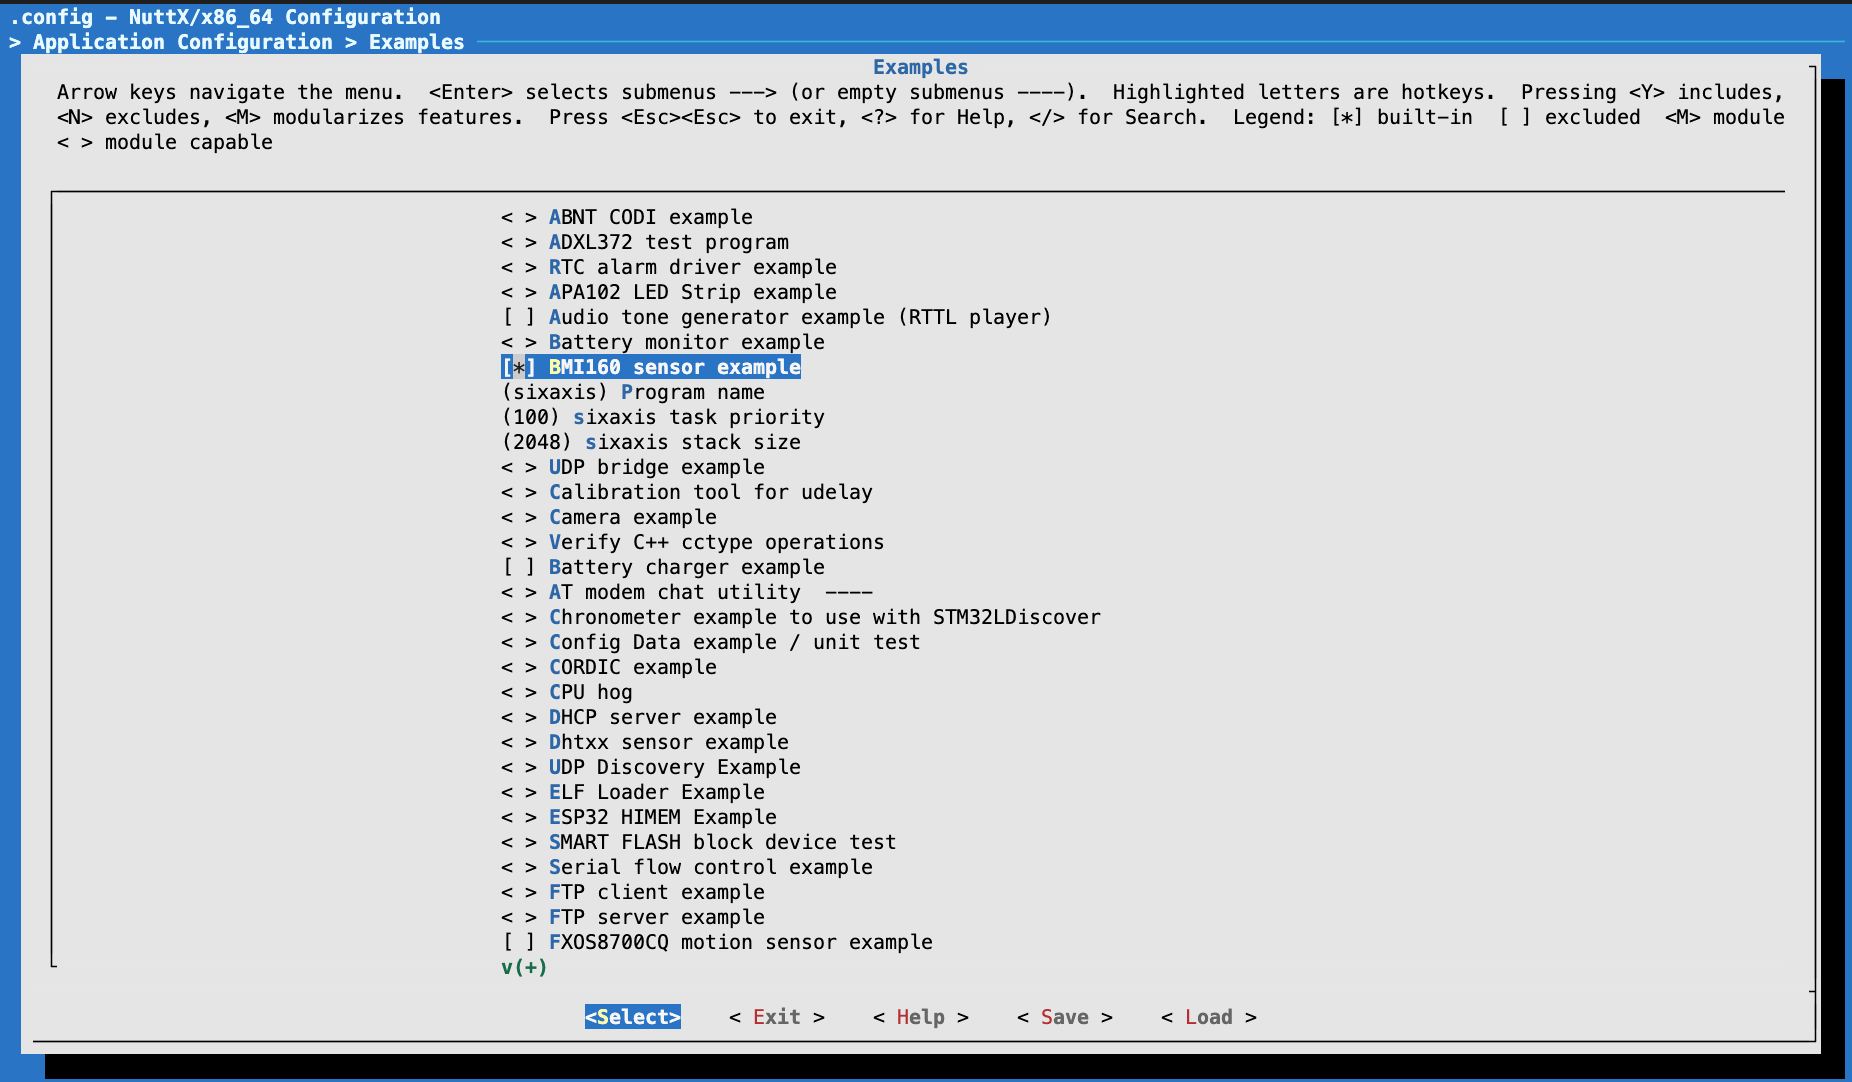 .config - NuttX/x86_64 Configuration
> Application Configuration > Examples
Examples
Arrow keys navigate the menu.  <Enter> selects submenus ---> (or empty submenus ----).  Highlighted letters are hotkeys.  Pressing <Y> includes,
<N> excludes, <M> modularizes features.  Press <Esc><Esc> to exit, <?> for Help, </> for Search.  Legend: [*] built-in  [ ] excluded  <M> module
< > module capable
< > ABNT CODI example
< > ADXL372 test program
< > RTC alarm driver example
< > APA102 LED Strip example
[ ] Audio tone generator example (RTTL player)
< > Battery monitor example
[*] BMI160 sensor example
(sixaxis) Program name
(100) sixaxis task priority
(2048) sixaxis stack size
< > UDP bridge example
< > Calibration tool for udelay
< > Camera example
< > Verify C++ cctype operations
[ ] Battery charger example
< > AT modem chat utility  ----
< > Chronometer example to use with STM32LDiscover
< > Config Data example / unit test
< > CORDIC example
< > CPU hog
< > DHCP server example
< > Dhtxx sensor example
< > UDP Discovery Example
< > ELF Loader Example
< > ESP32 HIMEM Example
< > SMART FLASH block device test
< > Serial flow control example
< > FTP client example
< > FTP server example
[ ] FXOS8700CQ motion sensor example
v(+)
<Select>    < Exit >    < Help >    < Save >    < Load >